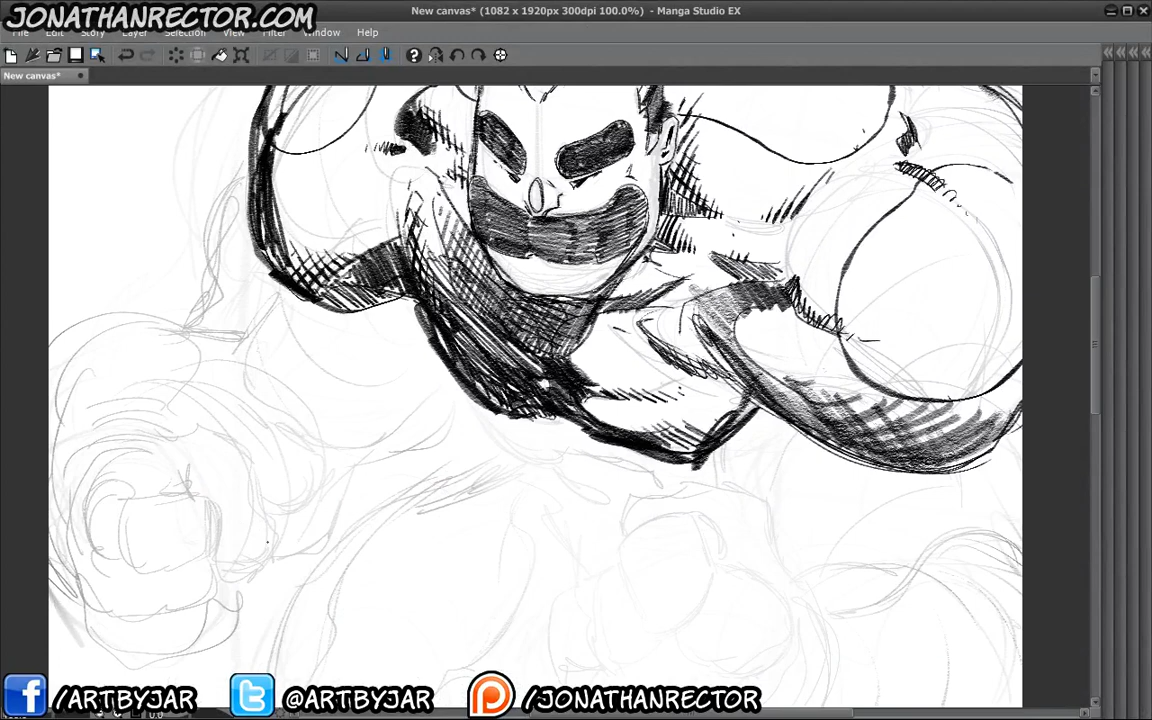 JONATHANRECTOR.COM
New canvas* (1082 x 1920px 300dpi 100.0%) - Manga Studio EX
File Edit Story Layer Selection View Filter Window Help
New canvas*
/ARTBYJAR @ARTBYJAR /JONATHANRECTOR